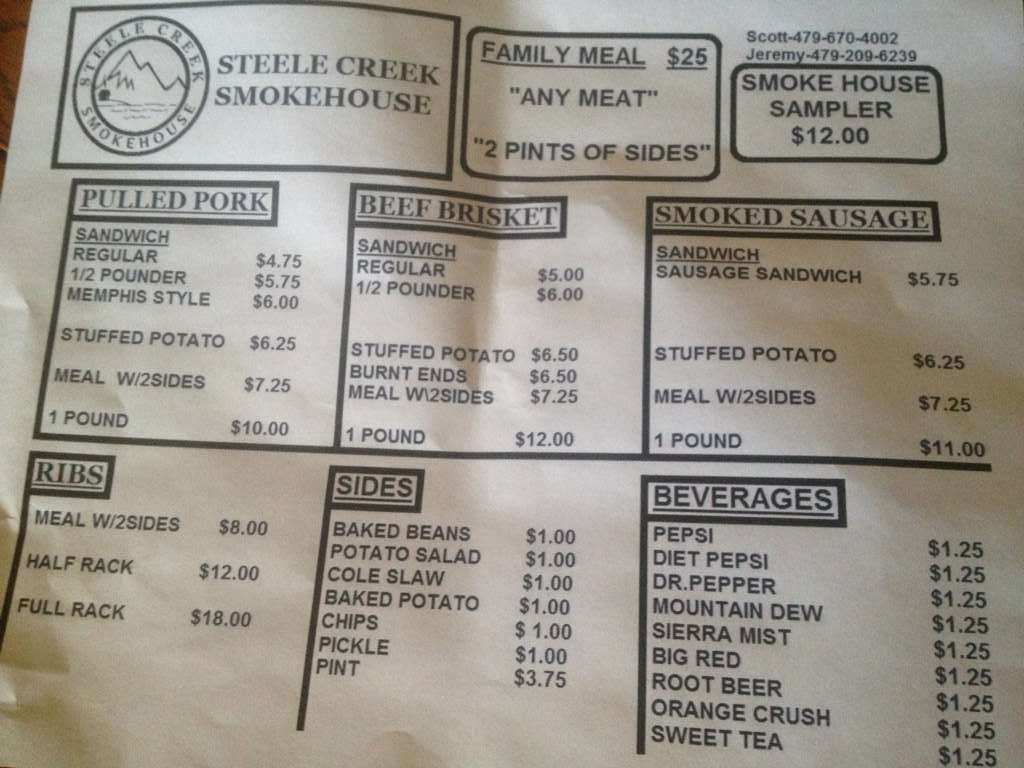 STEELE CREEK
SMOKEHOUSE
STEELE CREEK
SMOKEHOUSE
FAMILY MEAL $25
"ANY MEAT"
"2 PINTS OF SIDES"
Scott-479-670-4002
Jeremy-479-209-6239
SMOKE HOUSE
SAMPLER
$12.00
PULLED PORK
SANDWICH
REGULAR $4.75
1/2 POUNDER $5.75
MEMPHIS STYLE $6.00
STUFFED POTATO $6.25
MEAL W/2SIDES $7.25
1 POUND $10.00
BEEF BRISKET
SANDWICH
REGULAR $5.00
1/2 POUNDER $6.00
STUFFED POTATO $6.50
BURNT ENDS $6.50
MEAL W\2SIDES $7.25
1 POUND $12.00
SMOKED SAUSAGE
SANDWICH
SAUSAGE SANDWICH $5.75
STUFFED POTATO $6.25
MEAL W/2SIDES $7.25
1 POUND $11.00
RIBS
MEAL W/2SIDES $8.00
HALF RACK $12.00
FULL RACK $18.00
SIDES
BAKED BEANS $1.00
POTATO SALAD $1.00
COLE SLAW $1.00
BAKED POTATO $1.00
CHIPS $ 1.00
PICKLE $1.00
PINT $3.75
BEVERAGES
PEPSI $1.25
DIET PEPSI $1.25
DR.PEPPER $1.25
MOUNTAIN DEW $1.25
SIERRA MIST $1.25
BIG RED $1.25
ROOT BEER $1.25
ORANGE CRUSH $1.25
SWEET TEA $1.25